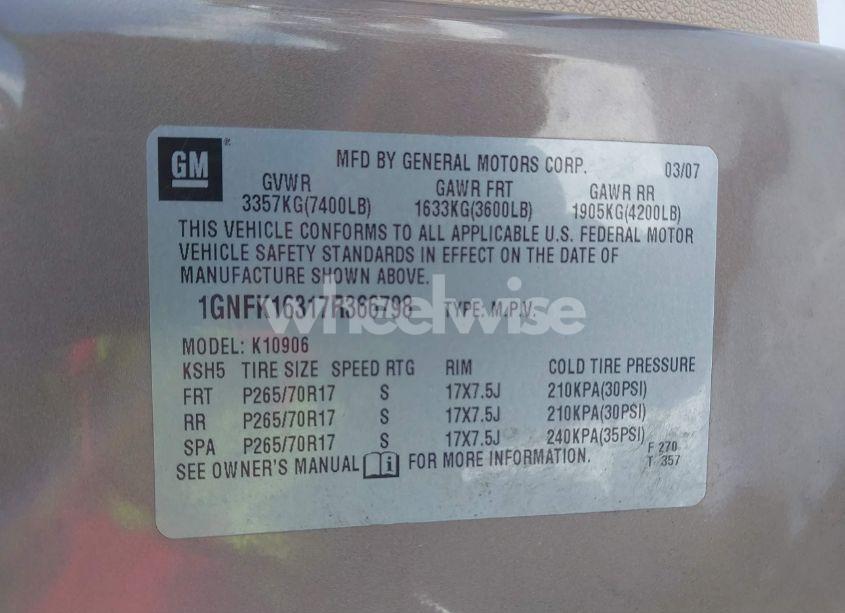 GM
®
MFD BY GENERAL MOTORS CORP. 03/07
GVWR GAWR FRT GAWR RR
3357KG(7400LB) 1633KG(3600LB) 1905KG(4200LB)
THIS VEHICLE CONFORMS TO ALL APPLICABLE U.S. FEDERAL MOTOR
VEHICLE SAFETY STANDARDS IN EFFECT ON THE DATE OF
MANUFACTURE SHOWN ABOVE.
1GNFK16317R366798 TYPE: M.P.V.
wheelwise
MODEL: K10906
KSH5 TIRE SIZE SPEED RTG RIM COLD TIRE PRESSURE
FRT P265/70R17 S 17X7.5J 210KPA(30PSI)
RR P265/70R17 S 17X7.5J 210KPA(30PSI)
SPA P265/70R17 S 17X7.5J 240KPA(35PSI)
SEE OWNER'S MANUAL FOR MORE INFORMATION.
F 270
T 357